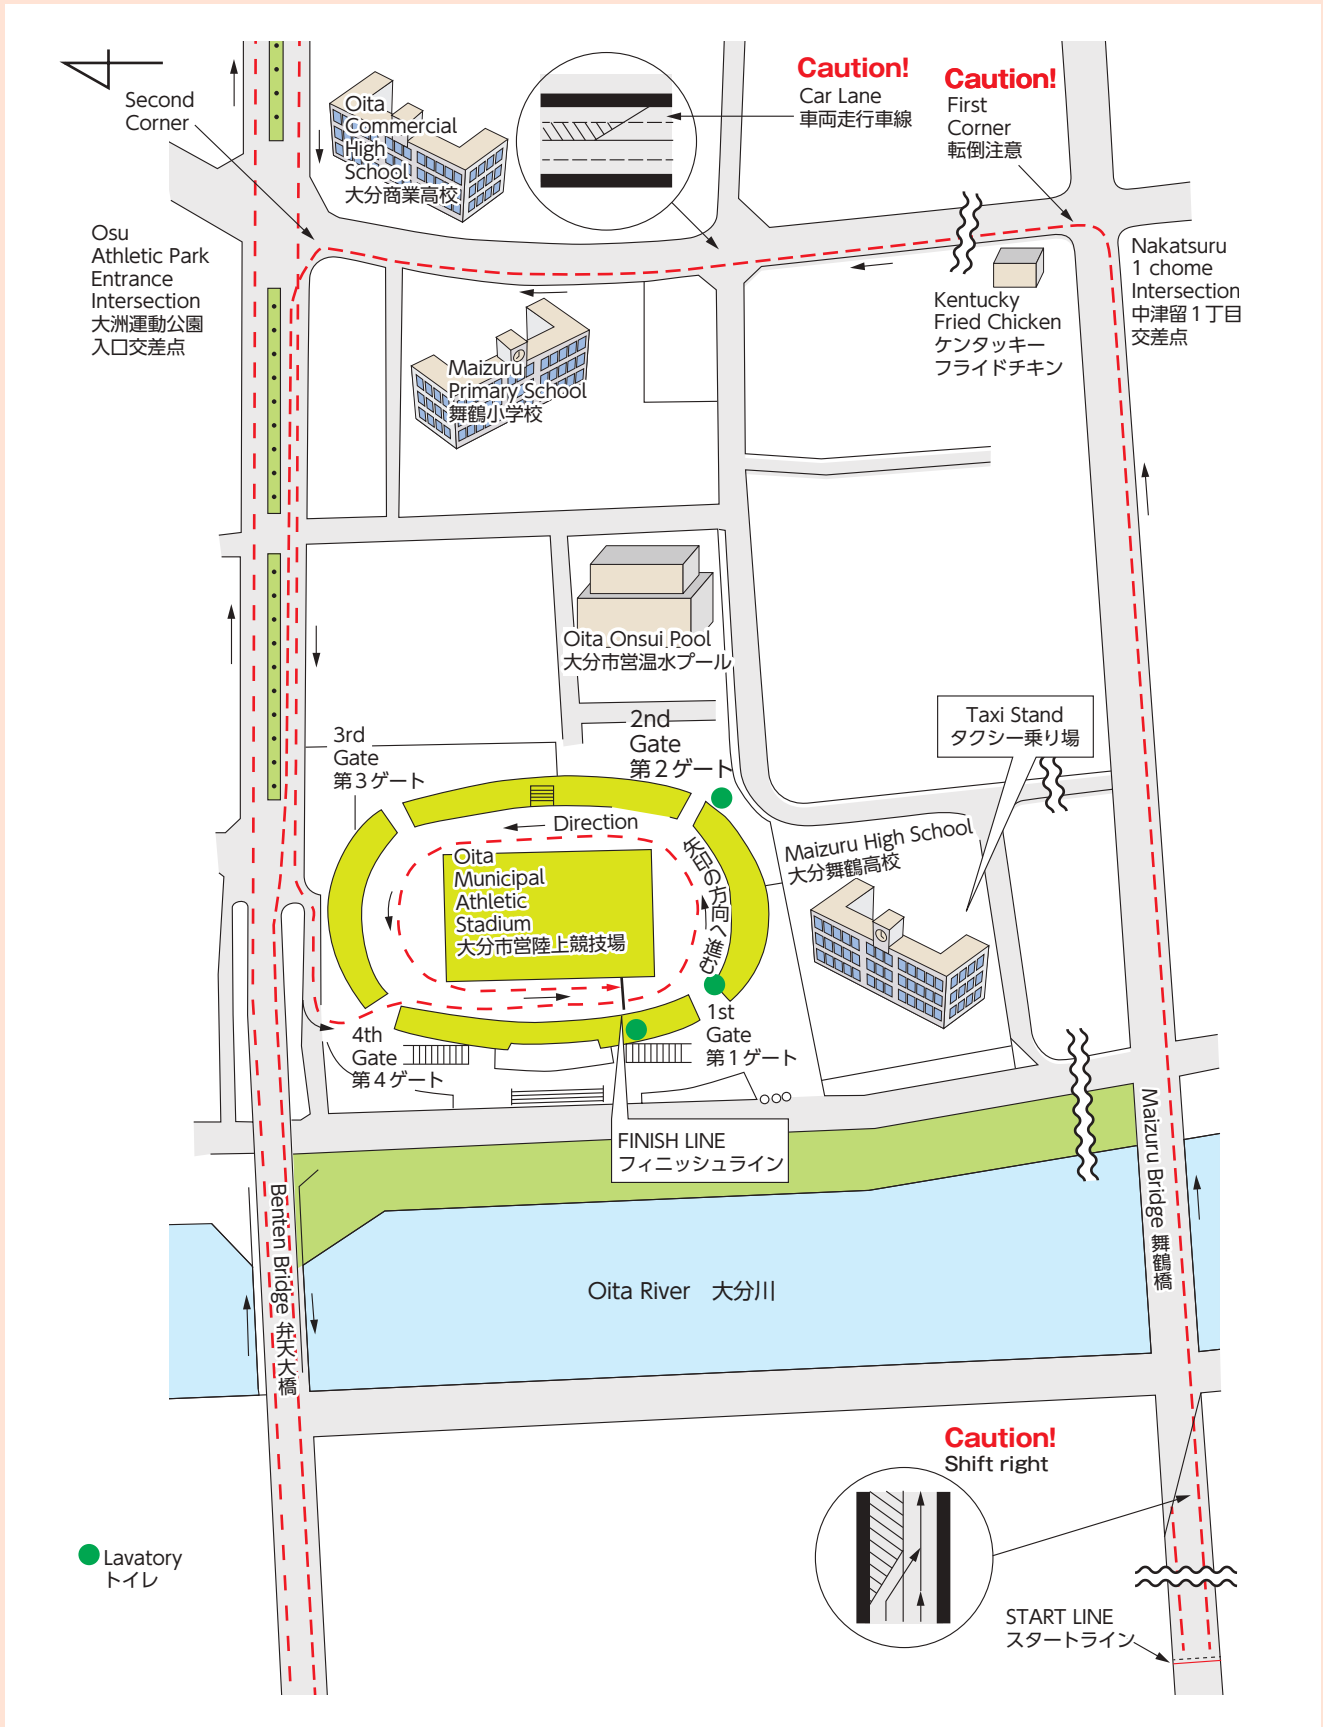 Second
Corner
Oita
Commercial
High
School
大分商業高校
Caution!
Car Lane
車両走行車線
Caution!
First
Corner
転倒注意
Osu
Athletic Park
Entrance
Intersection
大洲運動公園
入口交差点
Nakatsuru
1 chome
Intersection
中津留１丁目
交差点
Kentucky
Fried Chicken
ケンタッキー
フライドチキン
Maizuru
Primary School
舞鶴小学校
Oita Onsui Pool
大分市営温水プール
Taxi Stand
タクシー乗り場
2nd
Gate
第２ゲート
3rd
Gate
第３ゲート
Direction
矢印の方向へ進む
Maizuru High School
大分舞鶴高校
Oita
Municipal
Athletic
Stadium
大分市営陸上競技場
1st
Gate
第１ゲート
4th
Gate
第４ゲート
FINISH LINE
フィニッシュライン
Maizuru Bridge 舞鶴橋
Benten Bridge 弁天大橋
Oita River 大分川
Caution!
Shift right
Lavatory
トイレ
START LINE
スタートライン